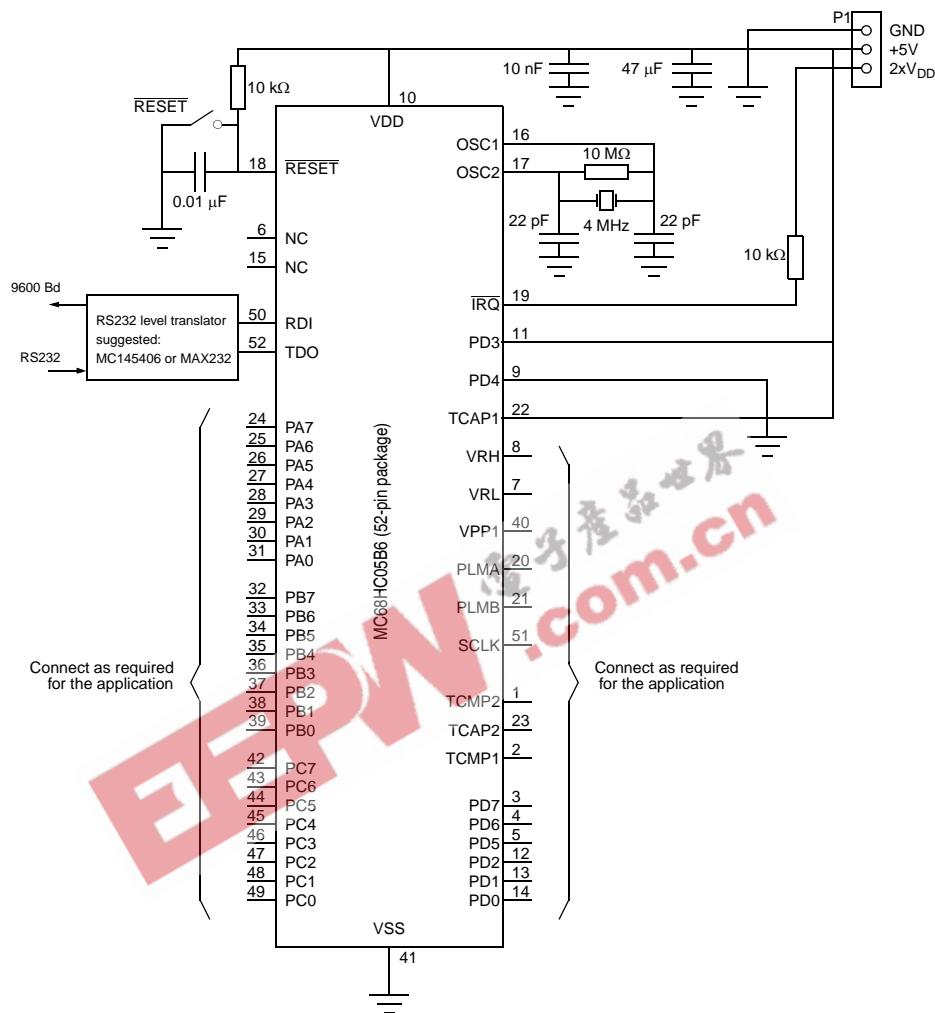 P1
GND
+5V
2xVDD
10 nF
47 µF
10 kΩ
RESET
10
VDD
OSC1
16
OSC2
17
10 MΩ
18
RESET
0.01 µF
22 pF
4 MHz
22 pF
6
NC
15
NC
10 kΩ
9600 Bd
RS232
RS232 level translator
suggested:
MC145406 or MAX232
50
RDI
52
TDO
IRQ
19
PD3
11
PD4
9
TCAP1
22
24
PA7
25
PA6
26
PA5
27
PA4
28
PA3
29
PA2
30
PA1
31
PA0
32
PB7
33
PB6
34
PB5
35
PB4
36
PB3
37
PB2
38
PB1
39
PB0
42
PC7
43
PC6
44
PC5
45
PC4
46
PC3
47
PC2
48
PC1
49
PC0
Connect as required
for the application
MC68HC05B6 (52-pin package)
VRH
8
VRL
7
VPP1
40
PLMA
20
PLMB
21
SCLK
51
TCMP2
1
TCAP2
23
TCMP1
2
PD7
3
PD6
4
PD5
5
PD2
12
PD1
13
PD0
14
Connect as required
for the application
VSS
41
EEPW
電子產品世界
.com.cn